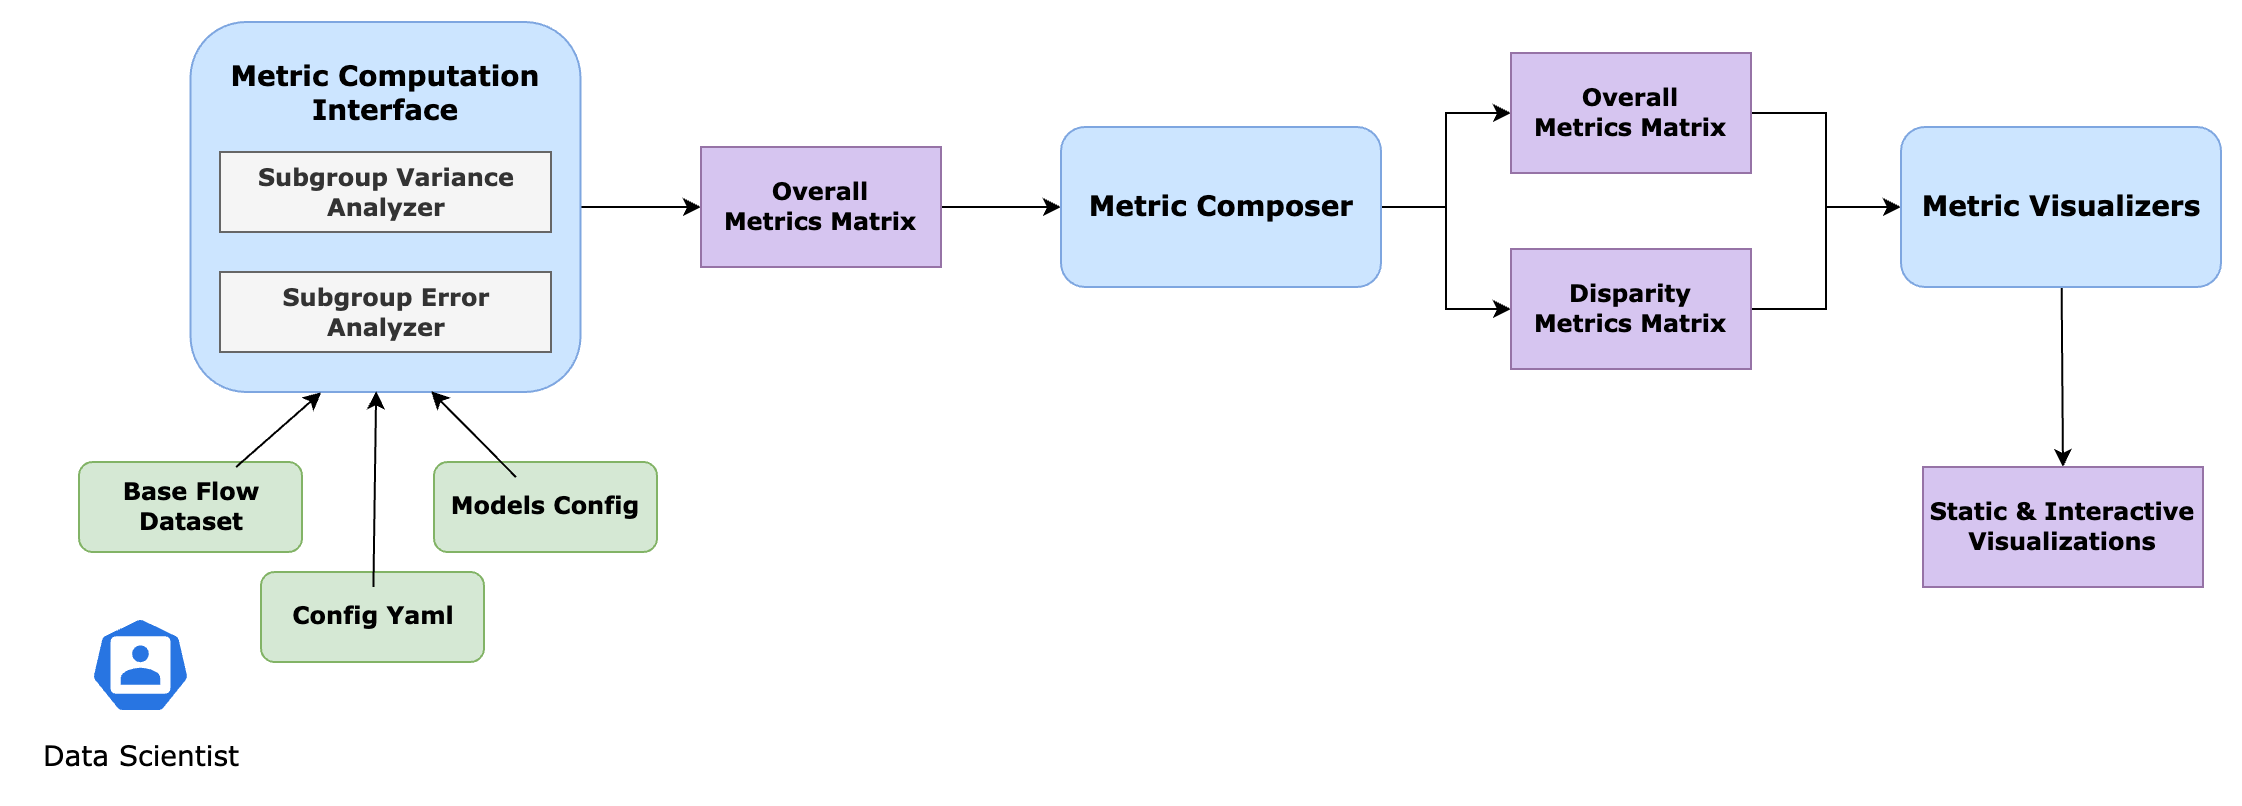 Metric Computation
Interface
Subgroup Variance
Analyzer
Subgroup Error
Analyzer
Base Flow
Dataset
Models Config
Config Yaml
Data Scientist
Overall
Metrics Matrix
Metric Composer
Overall
Metrics Matrix
Disparity
Metrics Matrix
Metric Visualizers
Static & Interactive
Visualizations